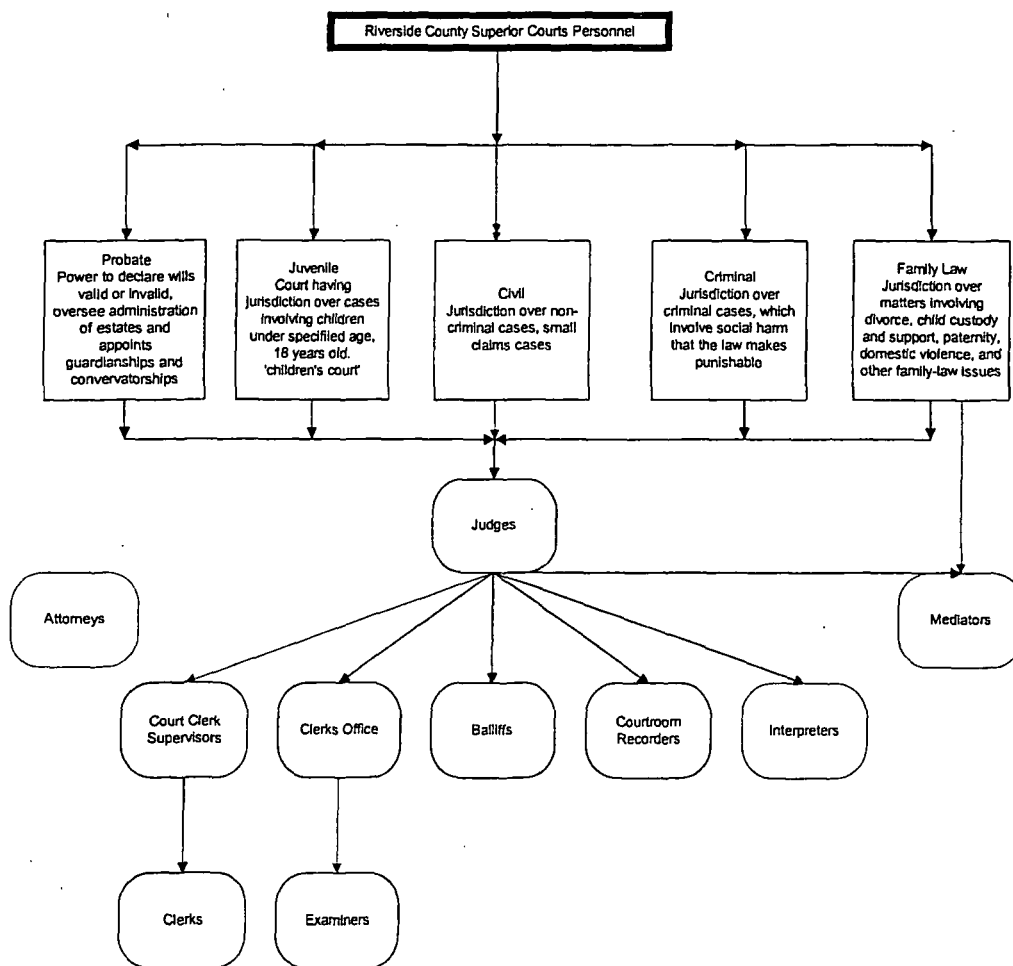 Riverside County Superior Courts Personnel
Probate
Power to declare wills
valid or invalid,
oversee administration
of estates and
appoints
guardianships and
convervatorships
Juvenile
Court having
jurisdiction over cases
involving children
under specifiled age,
18 years old.
'children's court'
Civil
Jurisdiction over non-
criminal cases, small
claims cases
Criminal
Jurisdiction over
criminal cases, which
involve social harm
that the law makes
punishable
Family Law
Jurisdiction over
matters involving
divorce, child custody
and support, paternity,
domestic violence, and
other family-law issues
Judges
Attorneys
Mediators
Court Clerk
Supervisors
Clerks Office
Bailiffs
Courtroom
Recorders
Interpreters
Clerks
Examiners